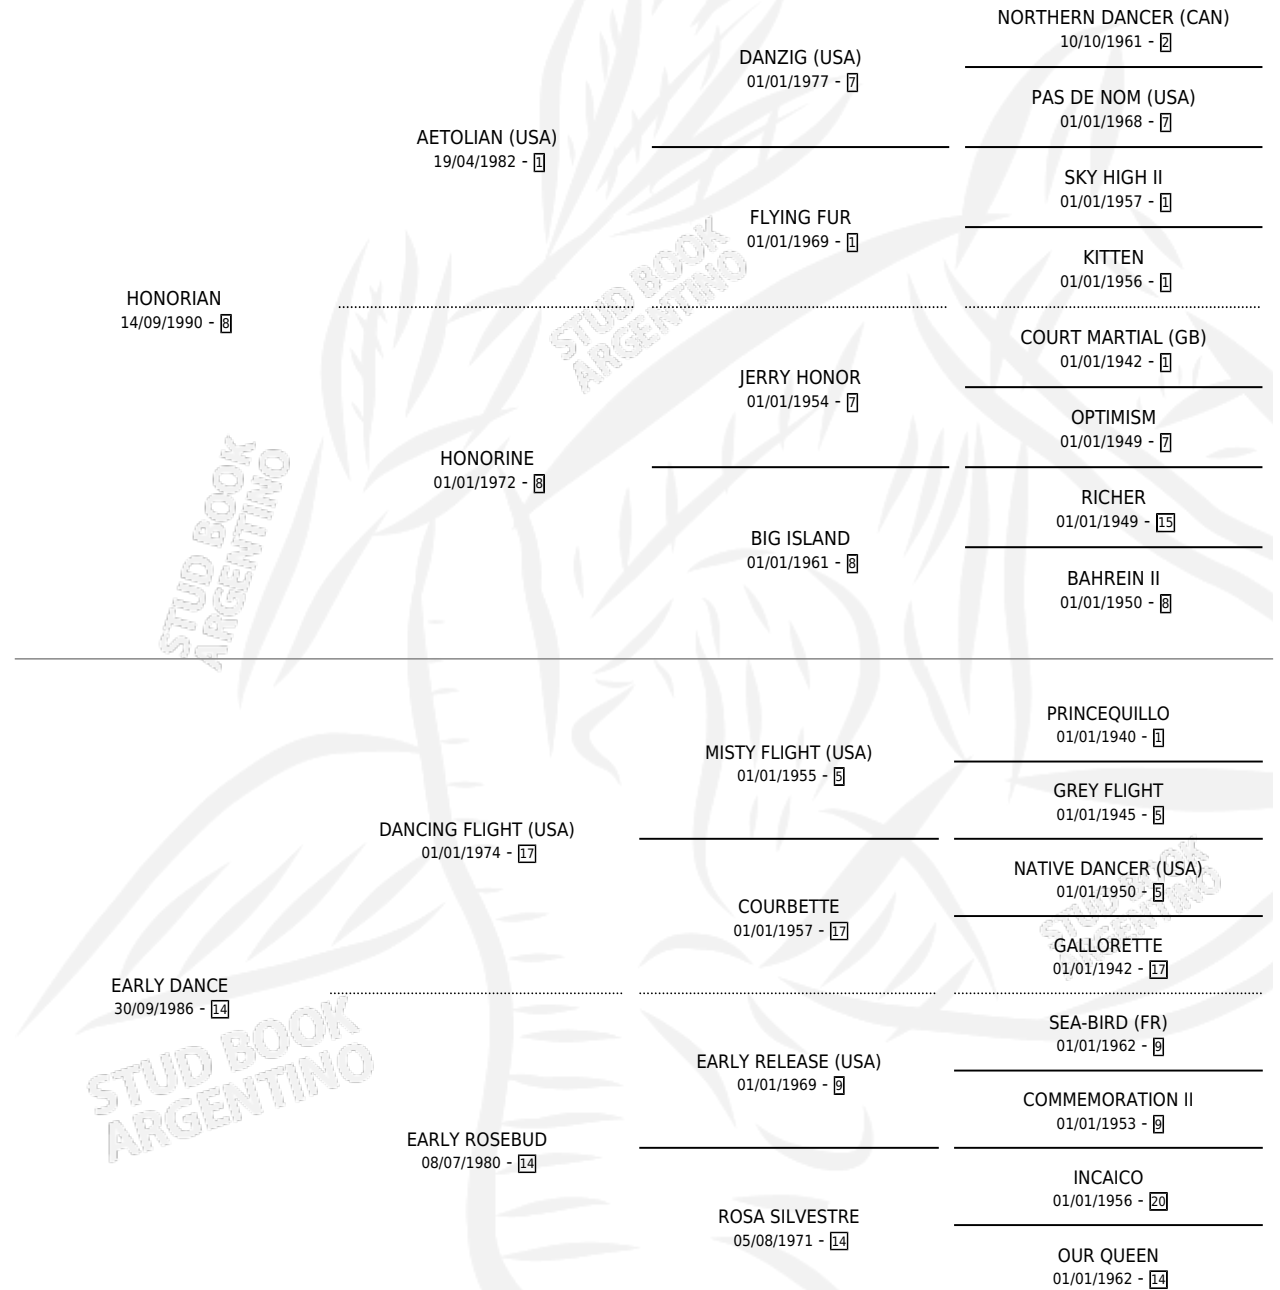 NORTHERN DANCER (CAN)
10/10/1961 - 2
DANZIG (USA)
01/01/1977 - 7
PAS DE NOM (USA)
01/01/1968 - 7
AETOLIAN (USA)
19/04/1982 - 1
SKY HIGH II
01/01/1957 - 1
FLYING FUR
01/01/1969 - 1
KITTEN
01/01/1956 - 1
HONORIAN
14/09/1990 - 8
COURT MARTIAL (GB)
01/01/1942 - 1
JERRY HONOR
01/01/1954 - 7
OPTIMISM
01/01/1949 - 7
HONORINE
01/01/1972 - 8
RICHER
01/01/1949 - 15
BIG ISLAND
01/01/1961 - 8
BAHREIN II
01/01/1950 - 8
STUD BOOK
ARGENTINO
STUD BOOK
ARGENTINO
PRINCEQUILLO
01/01/1940 - 1
MISTY FLIGHT (USA)
01/01/1955 - 5
GREY FLIGHT
01/01/1945 - 5
DANCING FLIGHT (USA)
01/01/1974 - 17
NATIVE DANCER (USA)
01/01/1950 - 5
COURBETTE
01/01/1957 - 17
GALLORETTE
01/01/1942 - 17
EARLY DANCE
30/09/1986 - 14
SEA-BIRD (FR)
01/01/1962 - 9
EARLY RELEASE (USA)
01/01/1969 - 9
COMMEMORATION II
01/01/1953 - 9
EARLY ROSEBUD
08/07/1980 - 14
INCAICO
01/01/1956 - 20
ROSA SILVESTRE
05/08/1971 - 14
OUR QUEEN
01/01/1962 - 14
STUD BOOK
ARGENTINO
STUD BOOK
ARGENTINO